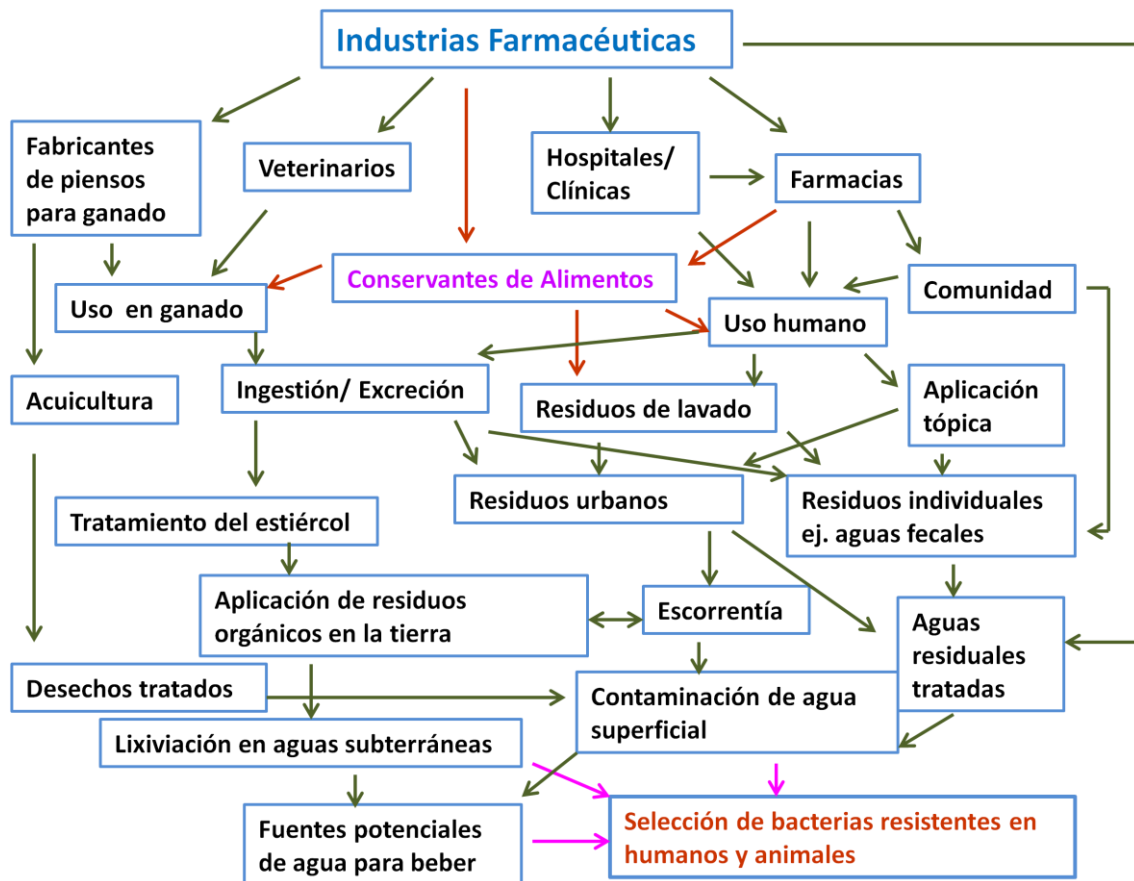 Industrias Farmacéuticas
Fabricantes
de piensos
para ganado
Veterinarios
Hospitales/
Clínicas
Farmacias
Conservantes de Alimentos
Comunidad
Uso en ganado
Uso humano
Acuicultura
Ingestión/ Excreción
Residuos de lavado
Aplicación
tópica
Tratamiento del estiércol
Residuos urbanos
Residuos individuales
ej. aguas fecales
Aplicación de residuos
orgánicos en la tierra
Escorrentía
Aguas
residuales
tratadas
Desechos tratados
Contaminación de agua
superficial
Lixiviación en aguas subterráneas
Fuentes potenciales
de agua para beber
Selección de bacterias resistentes en
humanos y animales